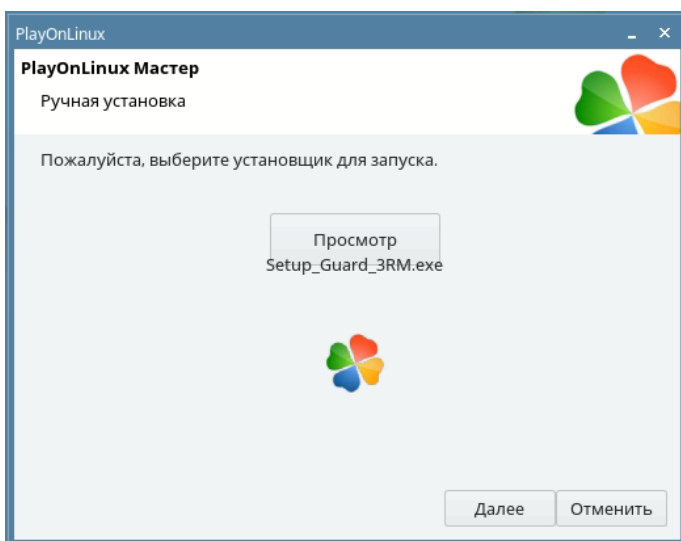 PlayOnLinux
PlayOnLinux Мастер
Ручная установка
Пожалуйста, выберите установщик для запуска.
Просмотр
Setup_Guard_3RM.exe
Далее
Отменить